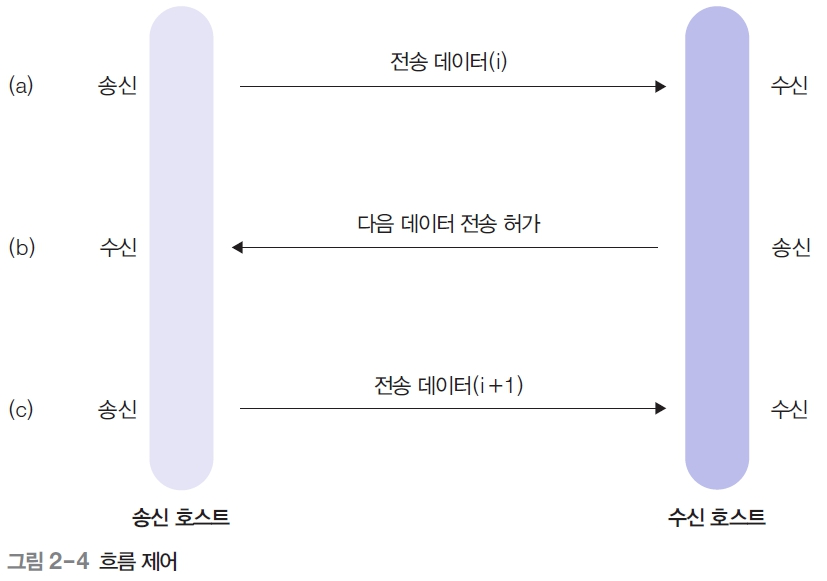 전송 데이터(i)
(a) 송신 수신
다음 데이터 전송 허가
(b) 수신 송신
전송 데이터(i+1)
(c) 송신 수신
송신 호스트 수신 호스트
그림 2-4 흐름 제어